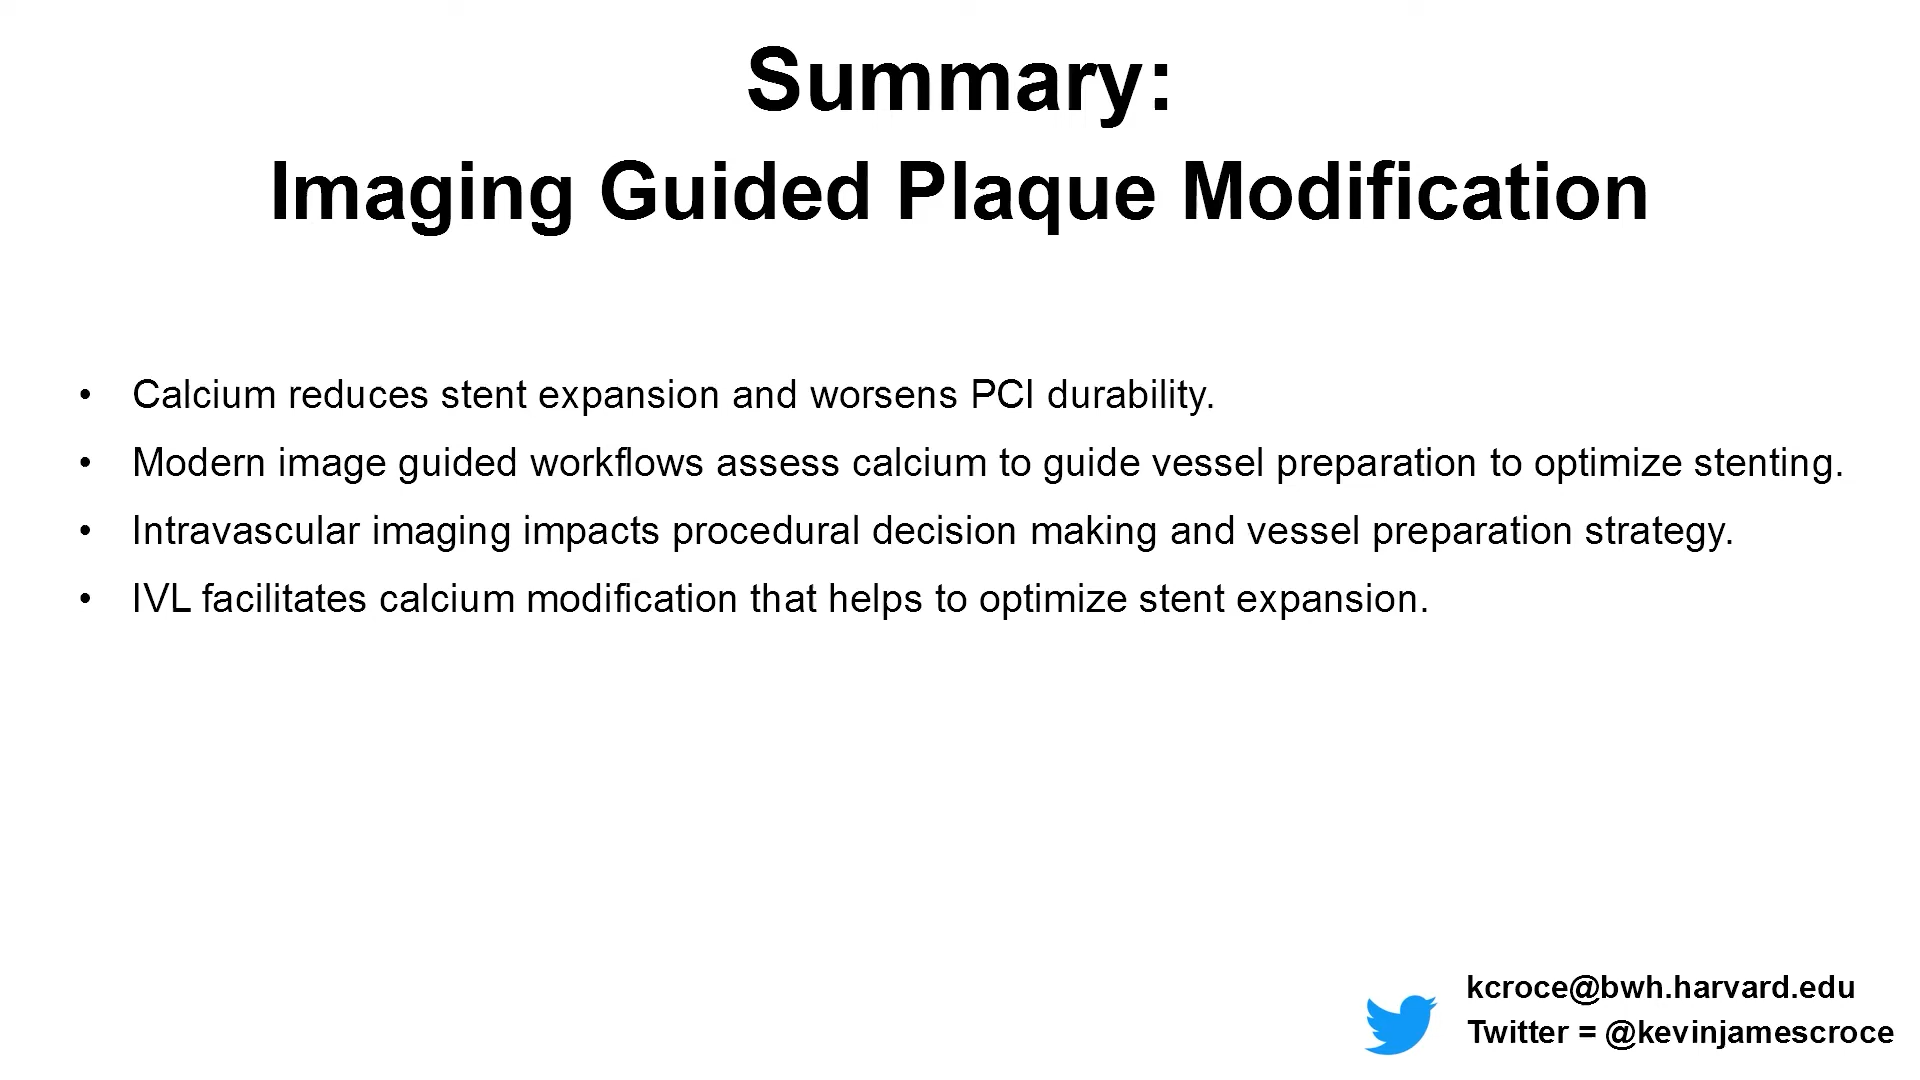 Summary:
Imaging Guided Plaque Modification
• Calcium reduces stent expansion and worsens PCI durability.
• Modern image guided workflows assess calcium to guide vessel preparation to optimize stenting.
• Intravascular imaging impacts procedural decision making and vessel preparation strategy.
• IVL facilitates calcium modification that helps to optimize stent expansion.
kcroce@bwh.harvard.edu
Twitter = @kevinjamescroce